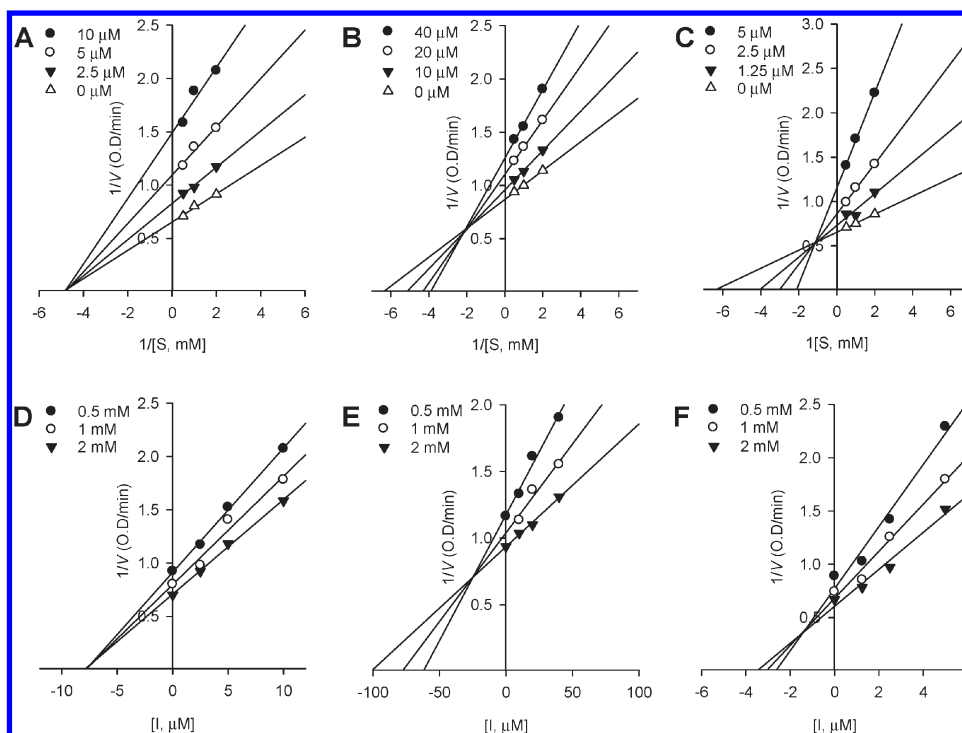 A
10 μM
5 μM
2.5 μM
0 μM
1/V (O.D/min)
2.5
2.0
1.5
1.0
0.5
-6 -4 -2 0 2 4 6
1/[S, mM]
B
40 μM
20 μM
10 μM
0 μM
1/V (O.D/min)
2.5
2.0
1.5
1.0
0.5
-6 -4 -2 0 2 4 6
1/[S, mM]
C
5 μM
2.5 μM
1.25 μM
0 μM
1/V (O.D/min)
3.0
2.5
2.0
1.5
1.0
0.5
-6 -4 -2 0 2 4 6
1[S, mM]
D
0.5 mM
1 mM
2 mM
1/V (O.D/min)
2.5
2.0
1.5
1.0
0.5
-10 -5 0 5 10
[I, μM]
E
0.5 mM
1 mM
2 mM
1/V (O.D/min)
2.0
1.5
1.0
0.5
-100 -50 0 50 100
[I, μM]
F
0.5 mM
1 mM
2 mM
1/V (O.D/min)
2.5
2.0
1.5
1.0
0.5
-6 -4 -2 0 2 4 6
[I, μM]